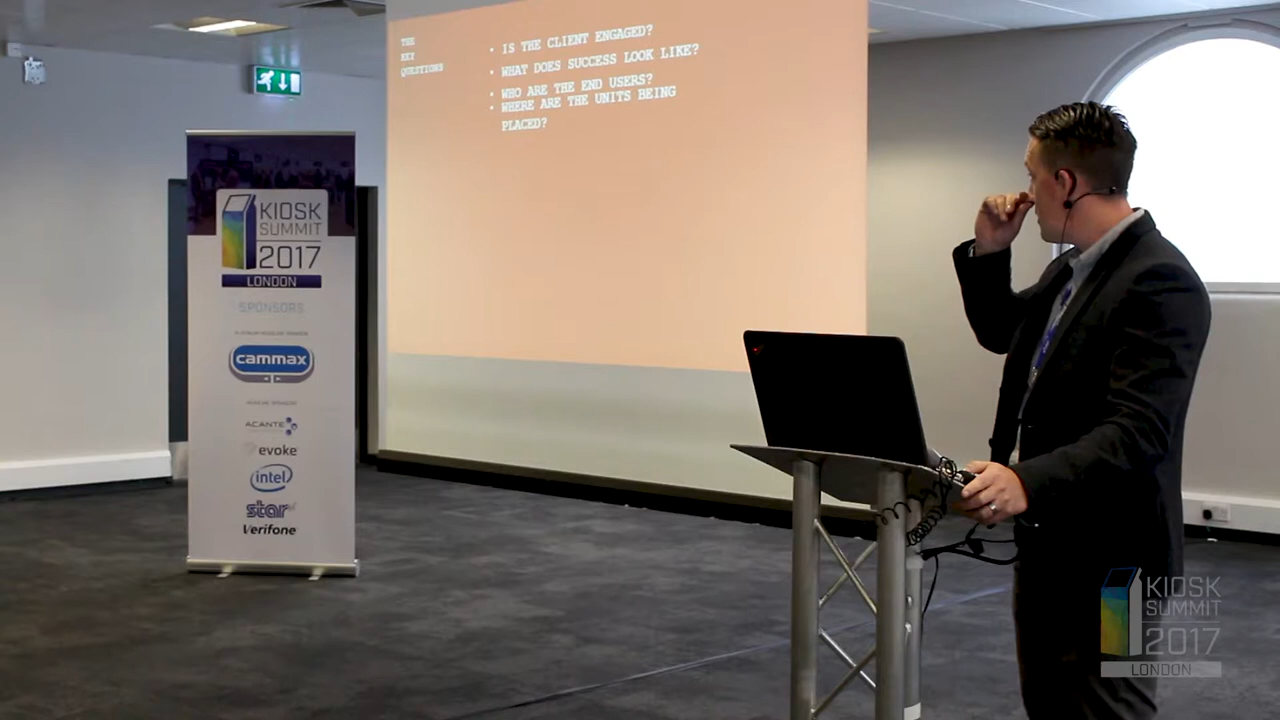 THE
KEY
QUESTIONS
• IS THE CLIENT ENGAGED?
• WHAT DOES SUCCESS LOOK LIKE?
• WHO ARE THE END USERS?
• WHERE ARE THE UNITS BEING
PLACED?
KIOSK
SUMMIT
2017
LONDON
SPONSORS
cammax
ACANTE
evoke
intel
star
Verifone
KIOSK
SUMMIT
2017
LONDON